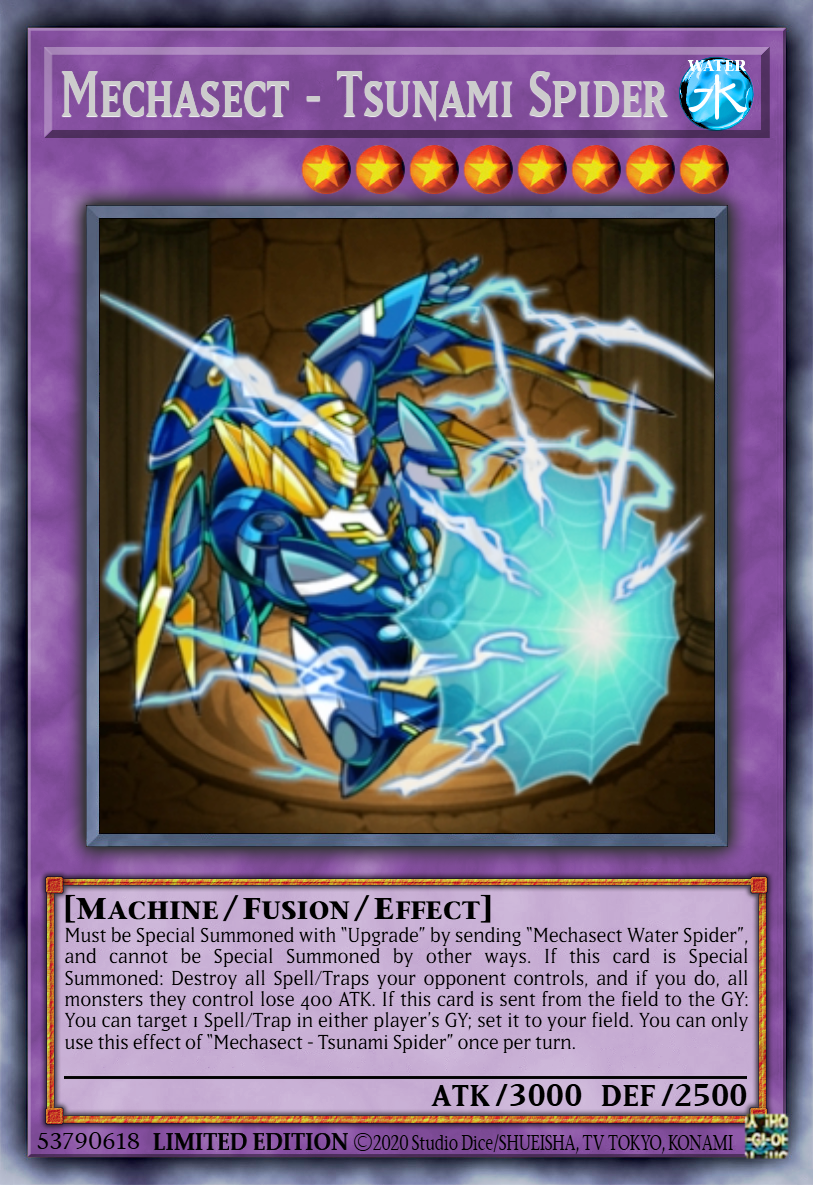 Mechasect - Tsunami Spider
WATER
水
[Machine/Fusion/Effect]
Must be Special Summoned with "Upgrade" by sending "Mechasect Water Spider",
and cannot be Special Summoned by other ways. If this card is Special
Summoned: Destroy all Spell/Traps your opponent controls, and if you do, all
monsters they control lose 400 ATK. If this card is sent from the field to the GY:
You can target 1 Spell/Trap in either player's GY; set it to your field. You can only
use this effect of "Mechasect - Tsunami Spider" once per turn.
ATK/3000 DEF/2500
53790618 LIMITED EDITION ©2020 Studio Dice/SHUEISHA, TV TOKYO, KONAMI